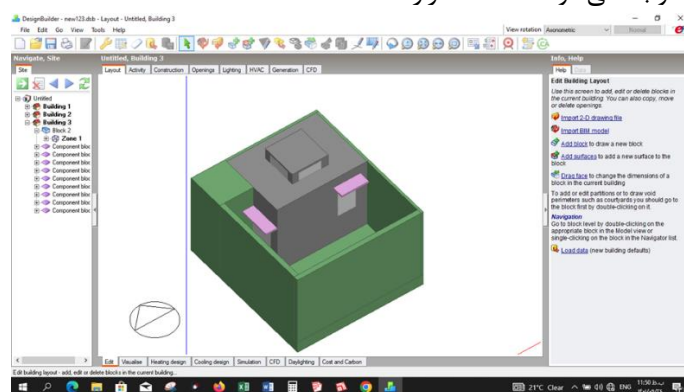 DesignBuilder - new123.dsb - Layout - Untitled, Building 3
File Edit Go View Tools Help
View rotation Axonometric Normal
Navigate, Site
Site
Untitled
Building 1
Building 2
Building 3
Block 2
Zone 1
Component bloc
Component bloc
Component bloc
Component bloc
Component bloc
Component bloc
Component bloc
Component bloc
Component bloc
Untitled, Building 3
Layout Activity Construction Openings Lighting HVAC Generation CFD
Edit Visualise Heating design Cooling design Simulation CFD Daylighting Cost and Carbon
Info, Help
Help Data
Edit Building Layout
Use this screen to add, edit or delete blocks in
the current building. You can also copy, move
or delete openings.
Import 2-D drawing file
Import BIM model
Add block to draw a new block
Add surfaces to add a new surface to the
block
Drag face to change the dimensions of a
block in the current building
To add or edit partitions or to draw void
perimeters such as courtyards you should go to
the block first by double-clicking on it.
Navigation
Go to block level by double-clicking on the
appropriate block in the Model view or
single-clicking on the block in the Navigator list.
Load data (new building defaults)
Edit building layout - add, edit or delete blocks in the current building...
21°C Clear ENG 11:50